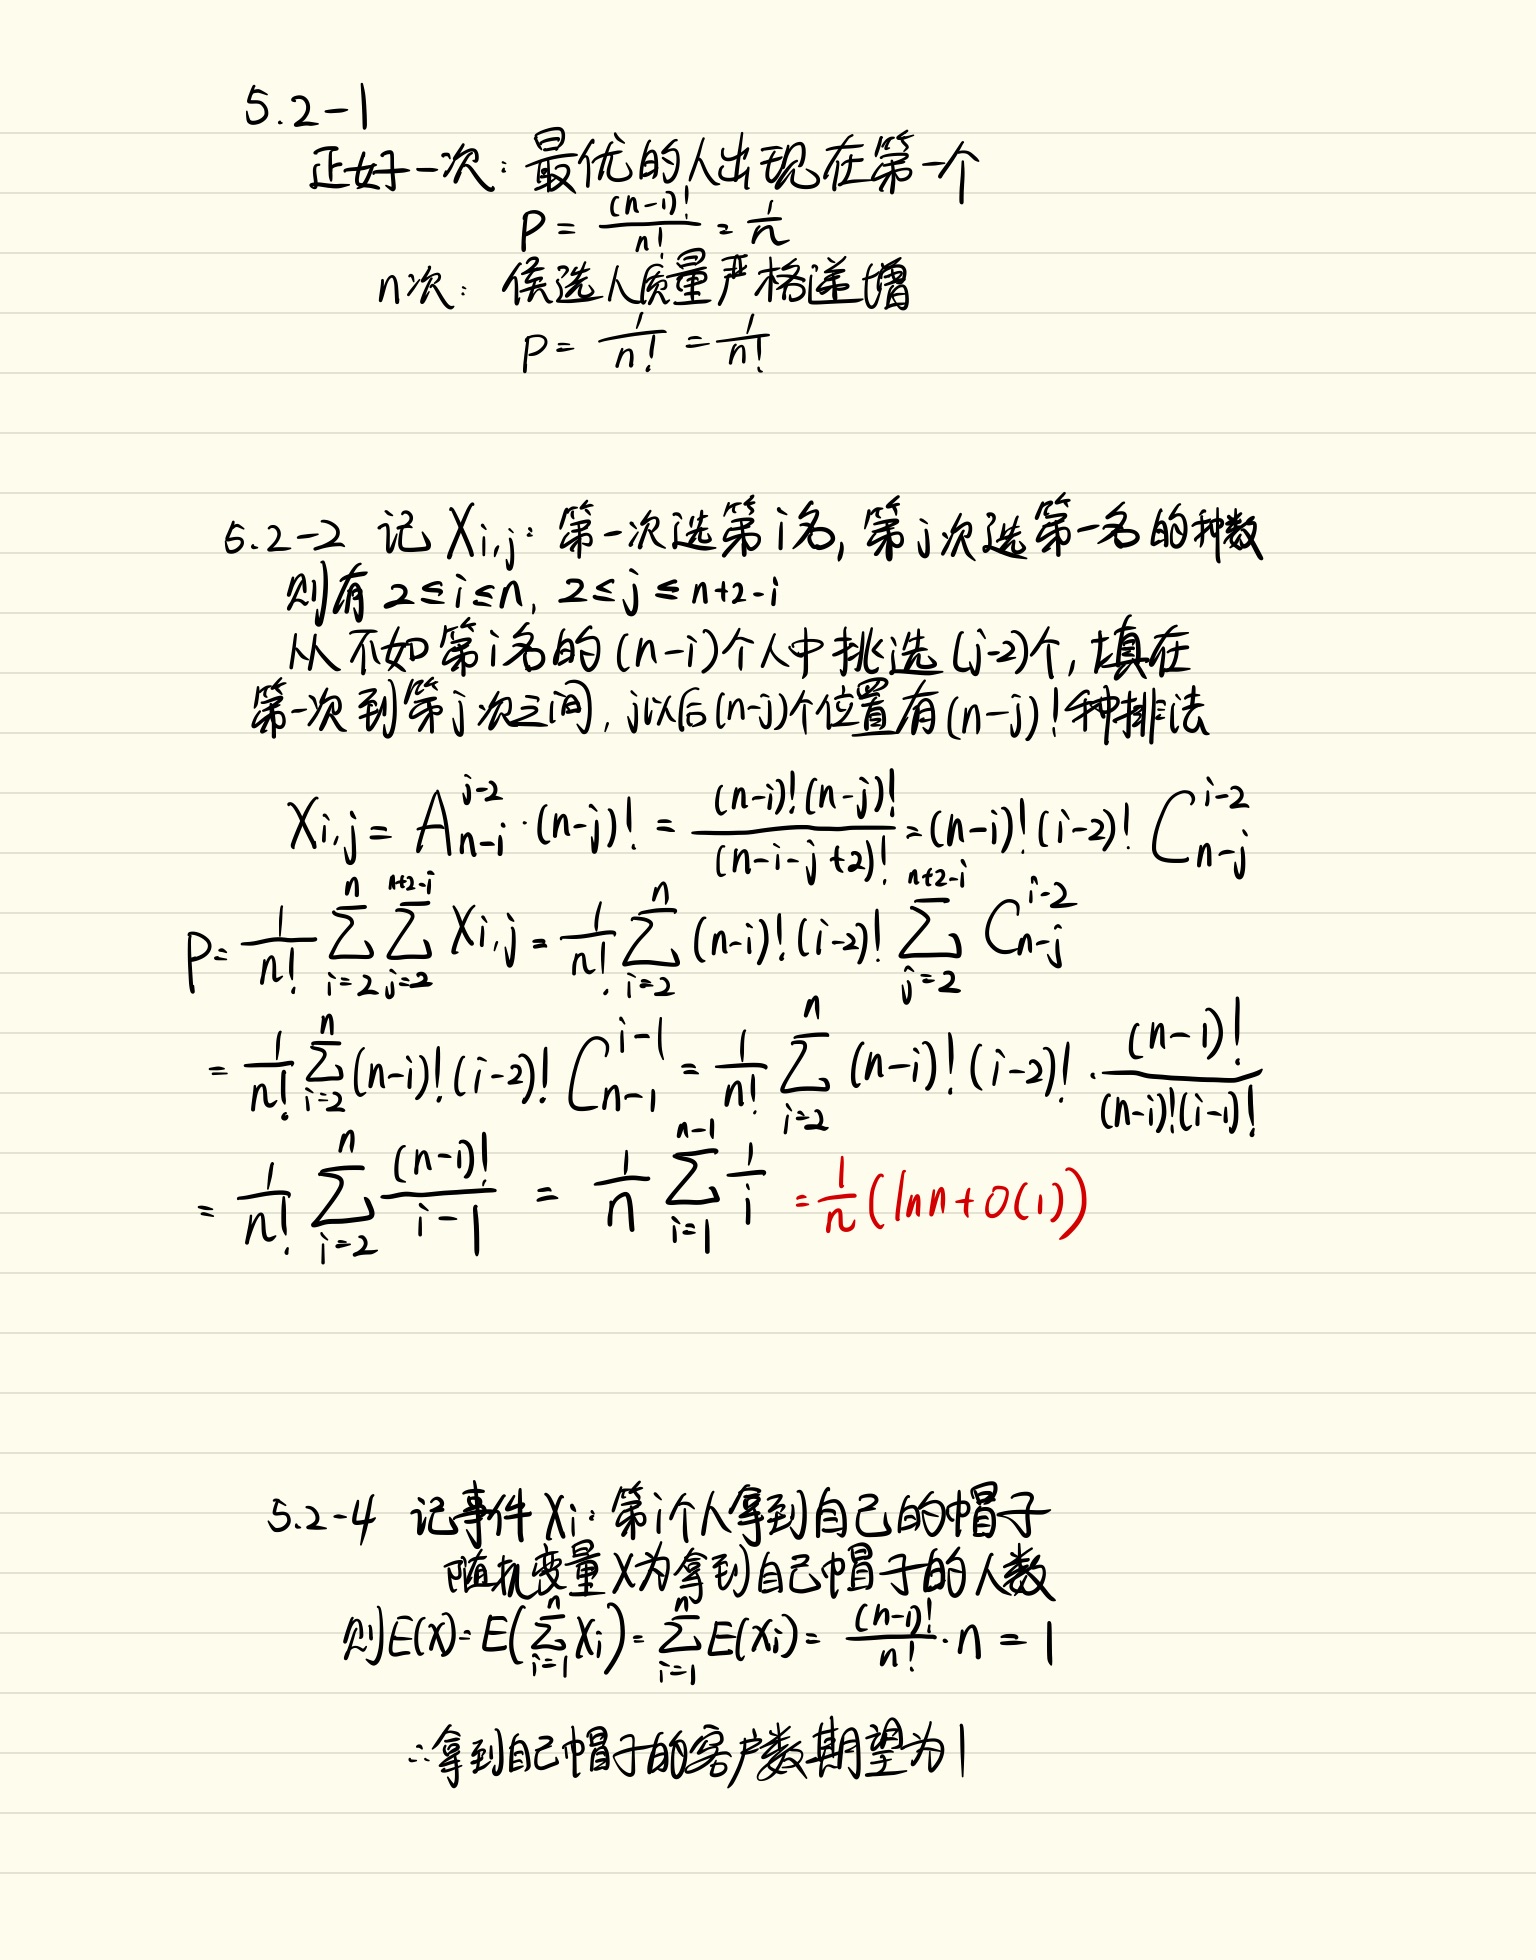 5.2-1
正好一次：最优的人出现在第一个
P = \frac{(n-1)!}{n!} = \frac{1}{n}
n次：候选人质量严格递增
P = \frac{1}{n!} = \frac{1}{n!}
5.2-2 记 X_{i,j}：第一次选第i名, 第j次选第一名的种数
则有 2≤i≤n, 2≤j≤n+2-i
从不如第i名的(n-i)个人中挑选(j-2)个, 填在
第一次到第j次之间, j以后(n-j)个位置有(n-j)!种排法
X_{i,j} = A_{n-i}^{j-2}·(n-j)! = \frac{(n-i)!(n-j)!}{(n-i-j+2)!} = (n-i)!(i-2)! C_{n-j}^{i-2}
P = \frac{1}{n!} \sum_{i=2}^{n} \sum_{j=2}^{n+2-i} X_{i,j} = \frac{1}{n!} \sum_{i=2}^{n} (n-i)!(i-2)! \sum_{j=2}^{n+2-i} C_{n-j}^{i-2}
= \frac{1}{n!} \sum_{i=2}^{n} (n-i)!(i-2)! C_{n-1}^{i-1} = \frac{1}{n!} \sum_{i=2}^{n} (n-i)!(i-2)! · \frac{(n-1)!}{(n-i)!(i-1)!}
= \frac{1}{n!} \sum_{i=2}^{n} \frac{(n-1)!}{i-1} = \frac{1}{n} \sum_{i=1}^{n-1} \frac{1}{i} = \frac{1}{n}(ln n + O(1))
5.2-4 记事件 Xi：第i个人拿到自己的帽子
随机变量X为拿到自己帽子的人数
则E(X) = E(\sum_{i=1}^{n} X_i) = \sum_{i=1}^{n} E(X_i) = \frac{(n-1)!}{n!}·n = 1
∴拿到自己帽子的客户数期望为1